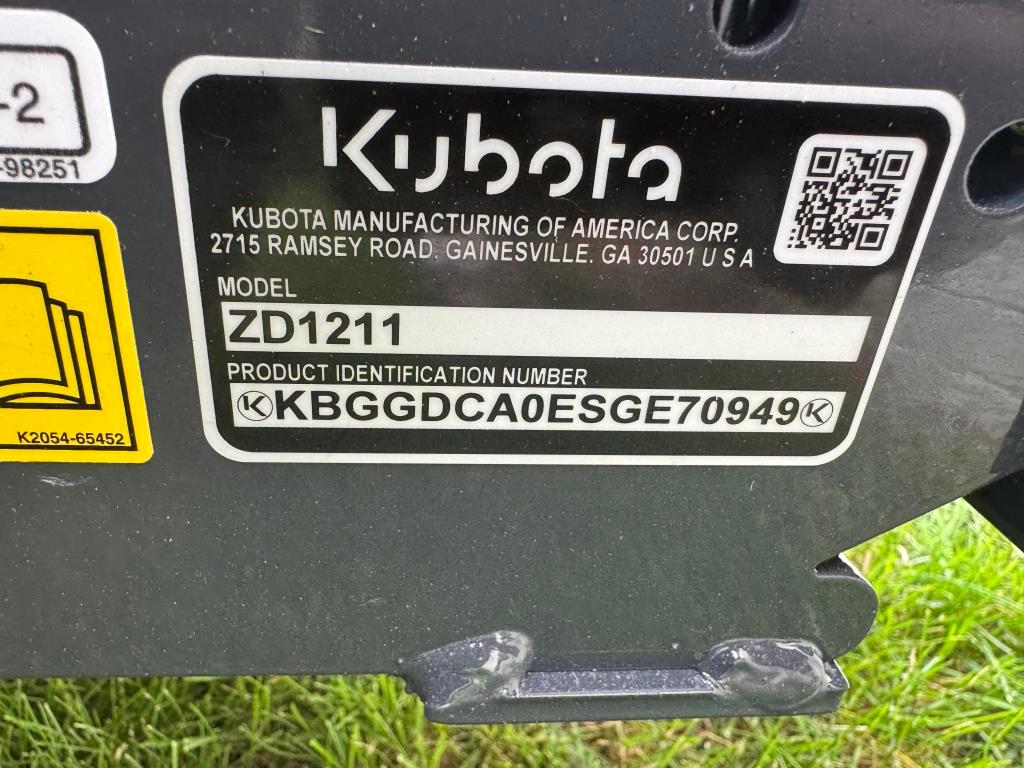 -2
-98251
Kubota
KUBOTA MANUFACTURING OF AMERICA CORP.
2715 RAMSEY ROAD. GAINESVILLE. GA 30501 U S A
MODEL
ZD1211
PRODUCT IDENTIFICATION NUMBER
KBGGDCA0ESGE70949
K2054-65452